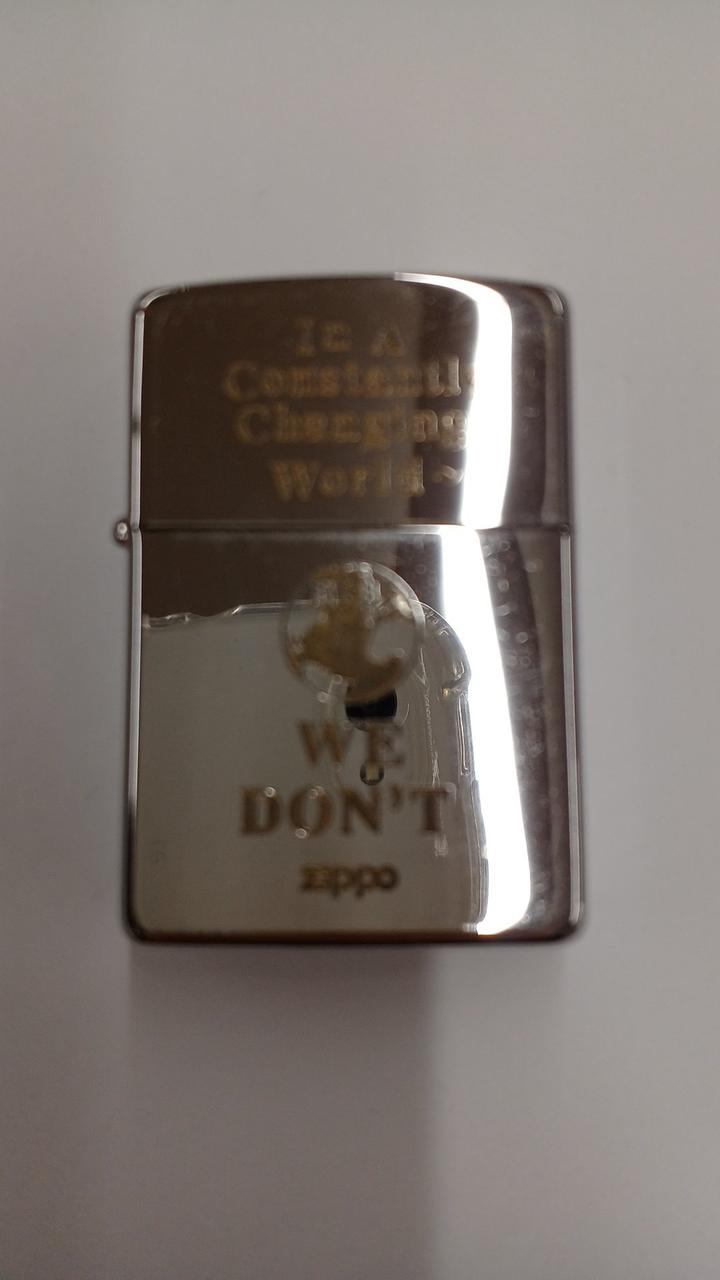 In A
Constantly
Changing
World~
WE
DON'T
zippo